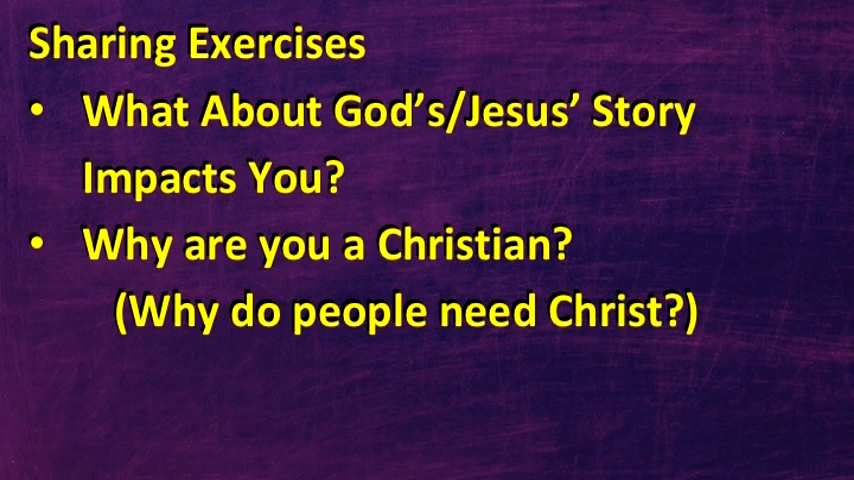 Sharing Exercises
• What About God’s/Jesus’ Story
Impacts You?
• Why are you a Christian?
(Why do people need Christ?)